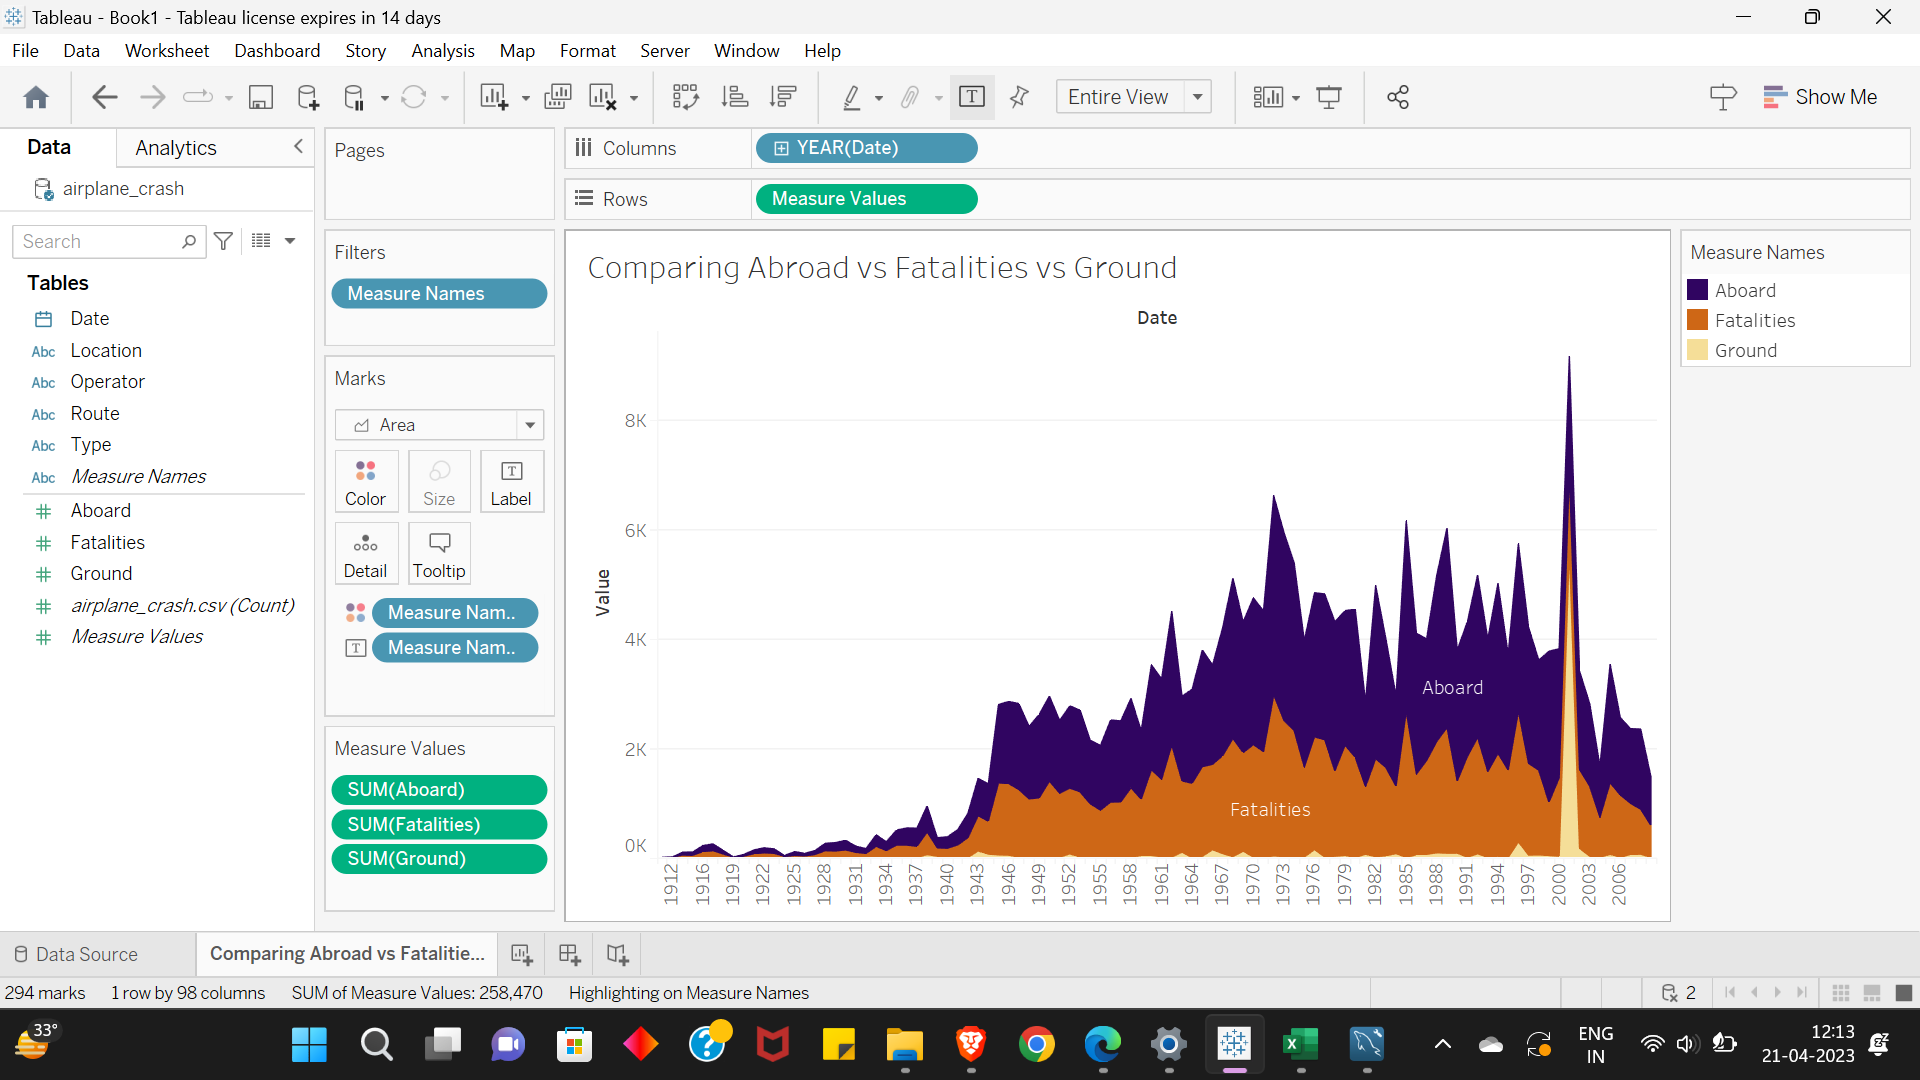 Tableau - Book1 - Tableau license expires in 14 days
File Data Worksheet Dashboard Story Analysis Map Format Server Window Help
Entire View
Show Me
Data Analytics
airplane_crash
Search
Tables
Date
Location
Operator
Route
Type
Measure Names
Aboard
Fatalities
Ground
airplane_crash.csv (Count)
Measure Values
Pages
Filters
Measure Names
Marks
Area
Color Size Label
Detail Tooltip
Measure Nam..
Measure Nam..
Measure Values
SUM(Aboard)
SUM(Fatalities)
SUM(Ground)
Columns YEAR(Date)
Rows Measure Values
Comparing Abroad vs Fatalities vs Ground
Date
Value
8K
6K
4K
2K
0K
Aboard
Fatalities
1912 1916 1919 1922 1925 1928 1931 1934 1937 1940 1943 1946 1949 1952 1955 1958 1961 1964 1967 1970 1973 1976 1979 1982 1985 1988 1991 1994 1997 2000 2003 2006
Measure Names
Aboard
Fatalities
Ground
Data Source Comparing Abroad vs Fatalitie...
294 marks 1 row by 98 columns SUM of Measure Values: 258,470 Highlighting on Measure Names 2
33°
ENG
IN
12:13
21-04-2023